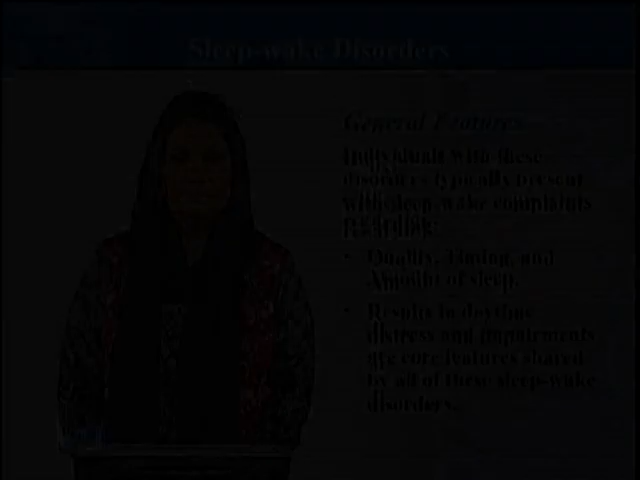 Sleep-wake Disorders
General Features
Individuals with these
disorders typically present
with sleep-wake complaints
regarding:
• Quality, Timing, and
Amount of sleep.
• Results in daytime
distress and impairments
are core features shared
by all of these sleep-wake
disorders.